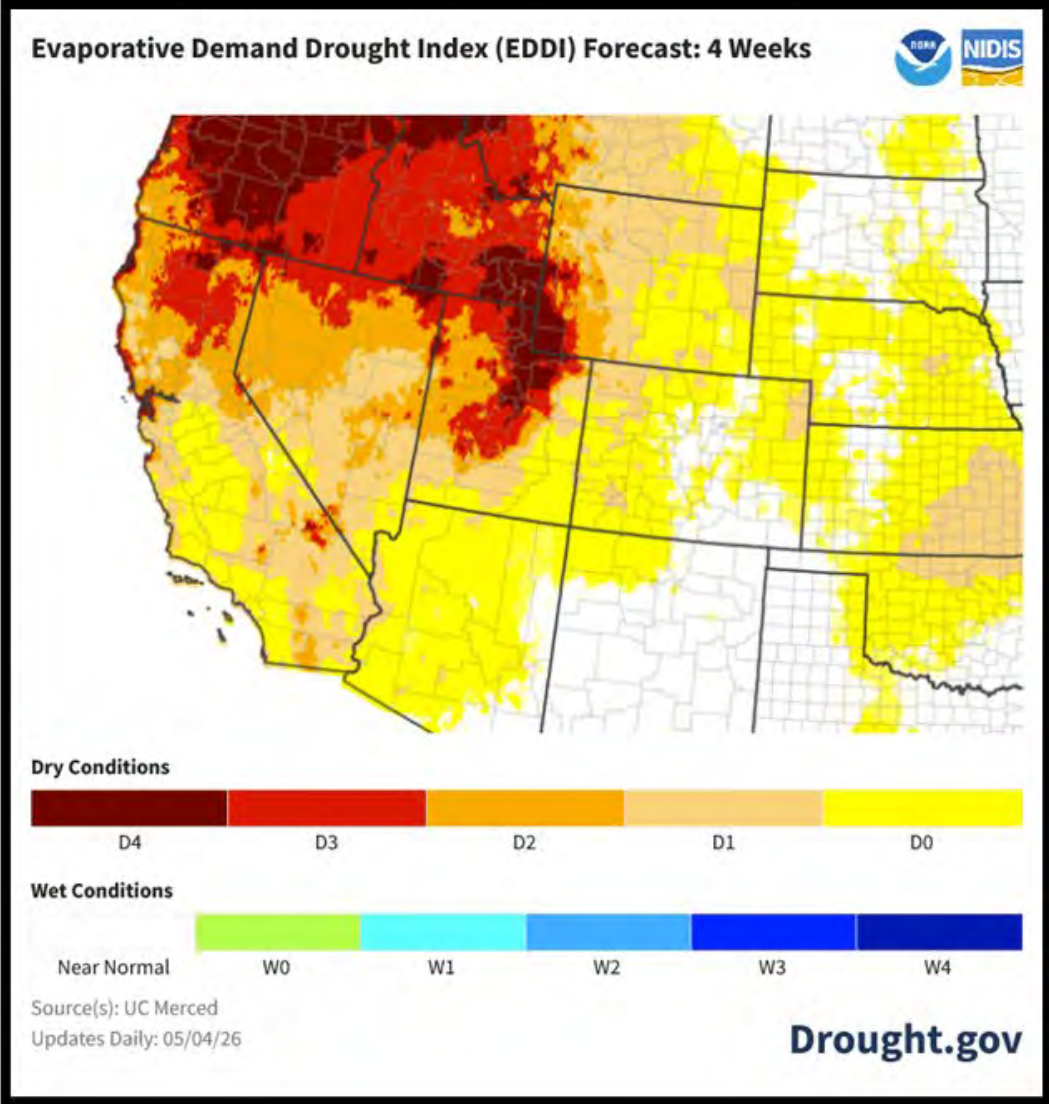 Evaporative Demand Drought Index (EDDI) Forecast: 4 Weeks
NOAA
NIDIS
Dry Conditions
D4 D3 D2 D1 D0
Wet Conditions
Near Normal W0 W1 W2 W3 W4
Source(s): UC Merced
Updates Daily: 05/04/26
Drought.gov